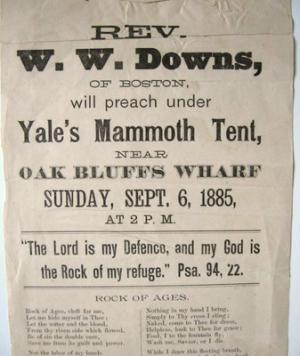 REV.
W. W. Downs,
OF BOSTON,
will preach under
Yale's Mammoth Tent,
NEAR
OAK BLUFFS WHARF
SUNDAY, SEPT. 6, 1885,
AT 2 P. M.
"The Lord is my Defence, and my God is
the Rock of my refuge." Psa. 94, 22.
ROCK OF AGES.
Rock of Ages, cleft for me,
Let me hide myself in Thee;
Let the water and the blood,
From thy riven side which flowed,
Be of sin the double cure,
Save me from its guilt and power.
Not the labor of my hands
Nothing in my hand I bring,
Simply to Thy cross I cling;
Naked, come to Thee for dress,
Helpless, look to Thee for grace;
Foul, I to the fountain fly,
Wash me, Savior, or I die.
While I draw this fleeting breath,